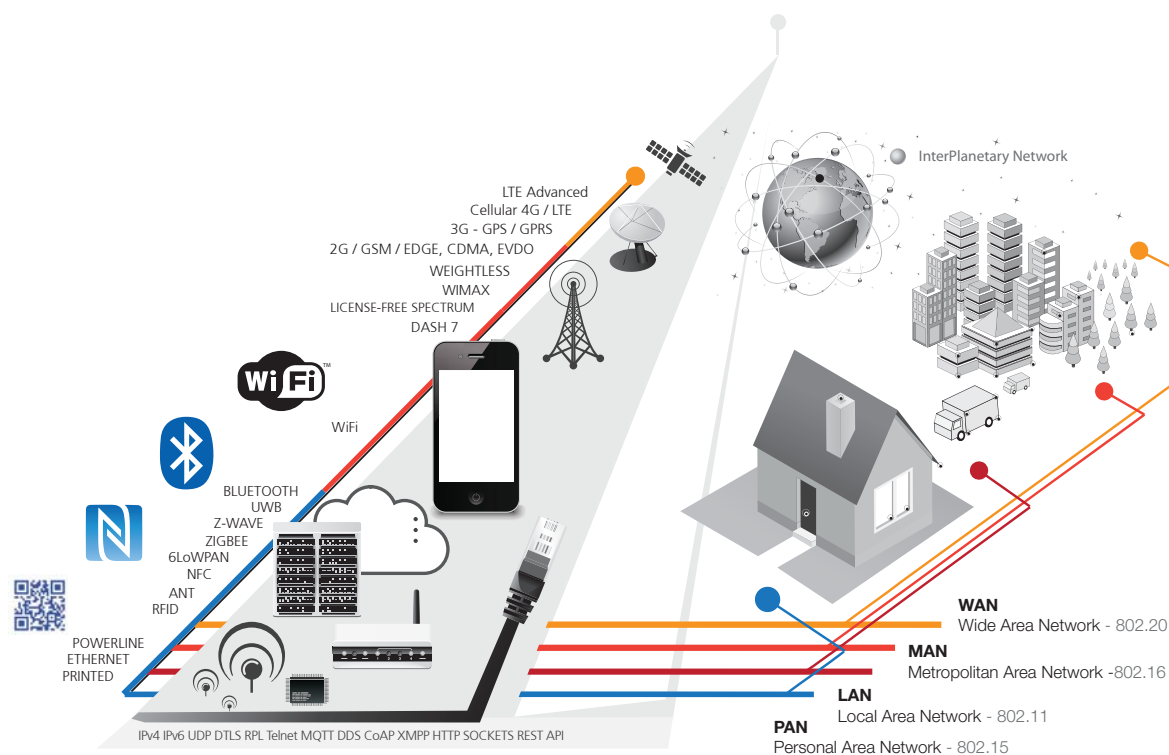 InterPlanetary Network
LTE Advanced
Cellular 4G / LTE
3G - GPS / GPRS
2G / GSM / EDGE, CDMA, EVDO
WEIGHTLESS
WIMAX
LICENSE-FREE SPECTRUM
DASH 7
Wi Fi TM
WiFi
BLUETOOTH
UWB
Z-WAVE
ZIGBEE
6LoWPAN
NFC
ANT
RFID
POWERLINE
ETHERNET
PRINTED
WAN
Wide Area Network - 802.20
MAN
Metropolitan Area Network -802.16
LAN
Local Area Network - 802.11
PAN
Personal Area Network - 802.15
IPv4 IPv6 UDP DTLS RPL Telnet MQTT DDS CoAP XMPP HTTP SOCKETS REST API